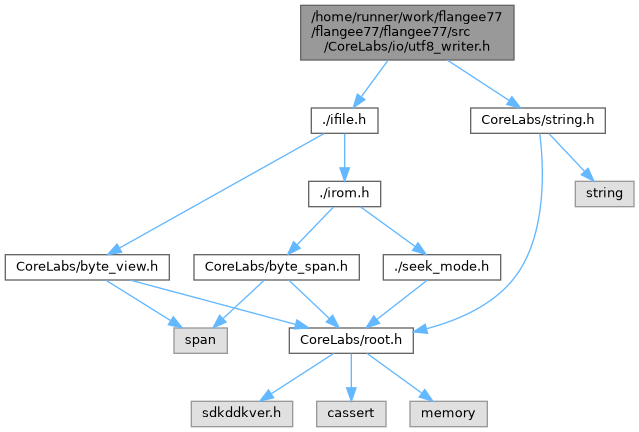 /home/runner/work/flangee77
/flangee77/flangee77/src
/CoreLabs/io/utf8_writer.h
./ifile.h
CoreLabs/string.h
./irom.h
string
CoreLabs/byte_view.h
CoreLabs/byte_span.h
./seek_mode.h
span
CoreLabs/root.h
sdkddkver.h
cassert
memory